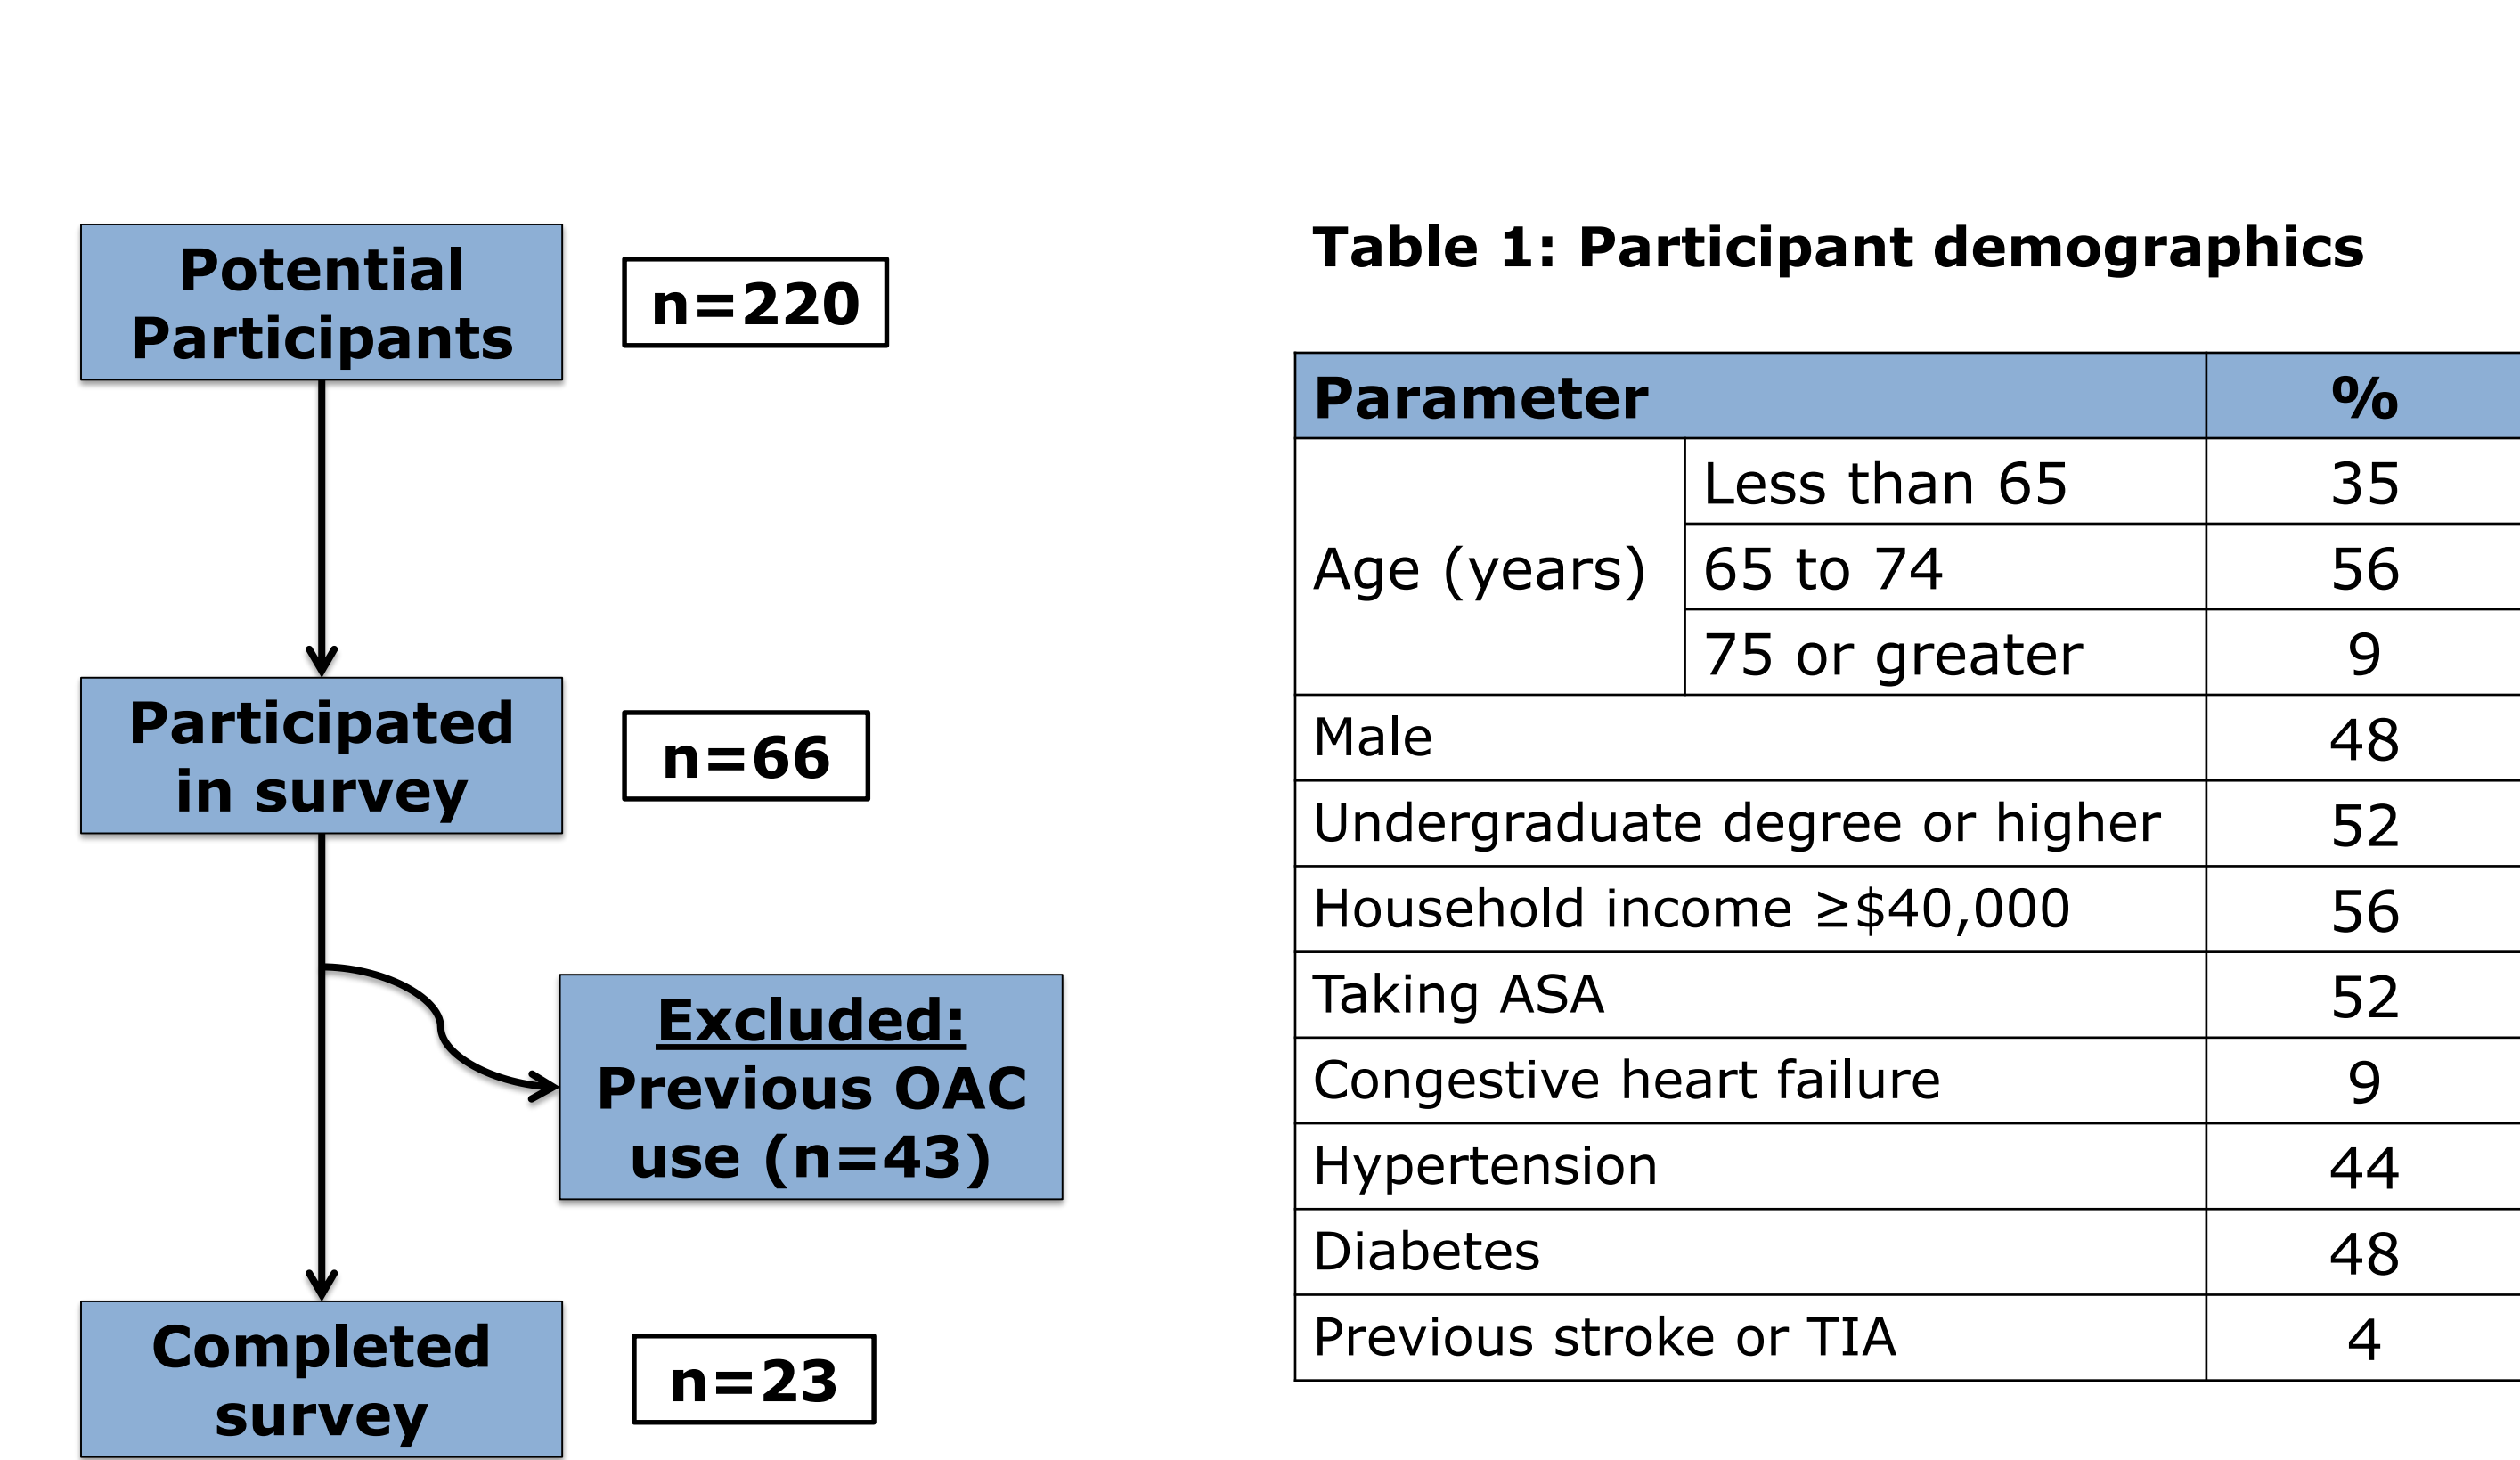 Potential
Participants
n=220
Participated
in survey
n=66
Excluded:
Previous OAC
use (n=43)
Completed
survey
n=23
Table 1: Participant demographics
Parameter %
Age (years)
Less than 65 35
65 to 74 56
75 or greater 9
Male 48
Undergraduate degree or higher 52
Household income ≥$40,000 56
Taking ASA 52
Congestive heart failure 9
Hypertension 44
Diabetes 48
Previous stroke or TIA 4